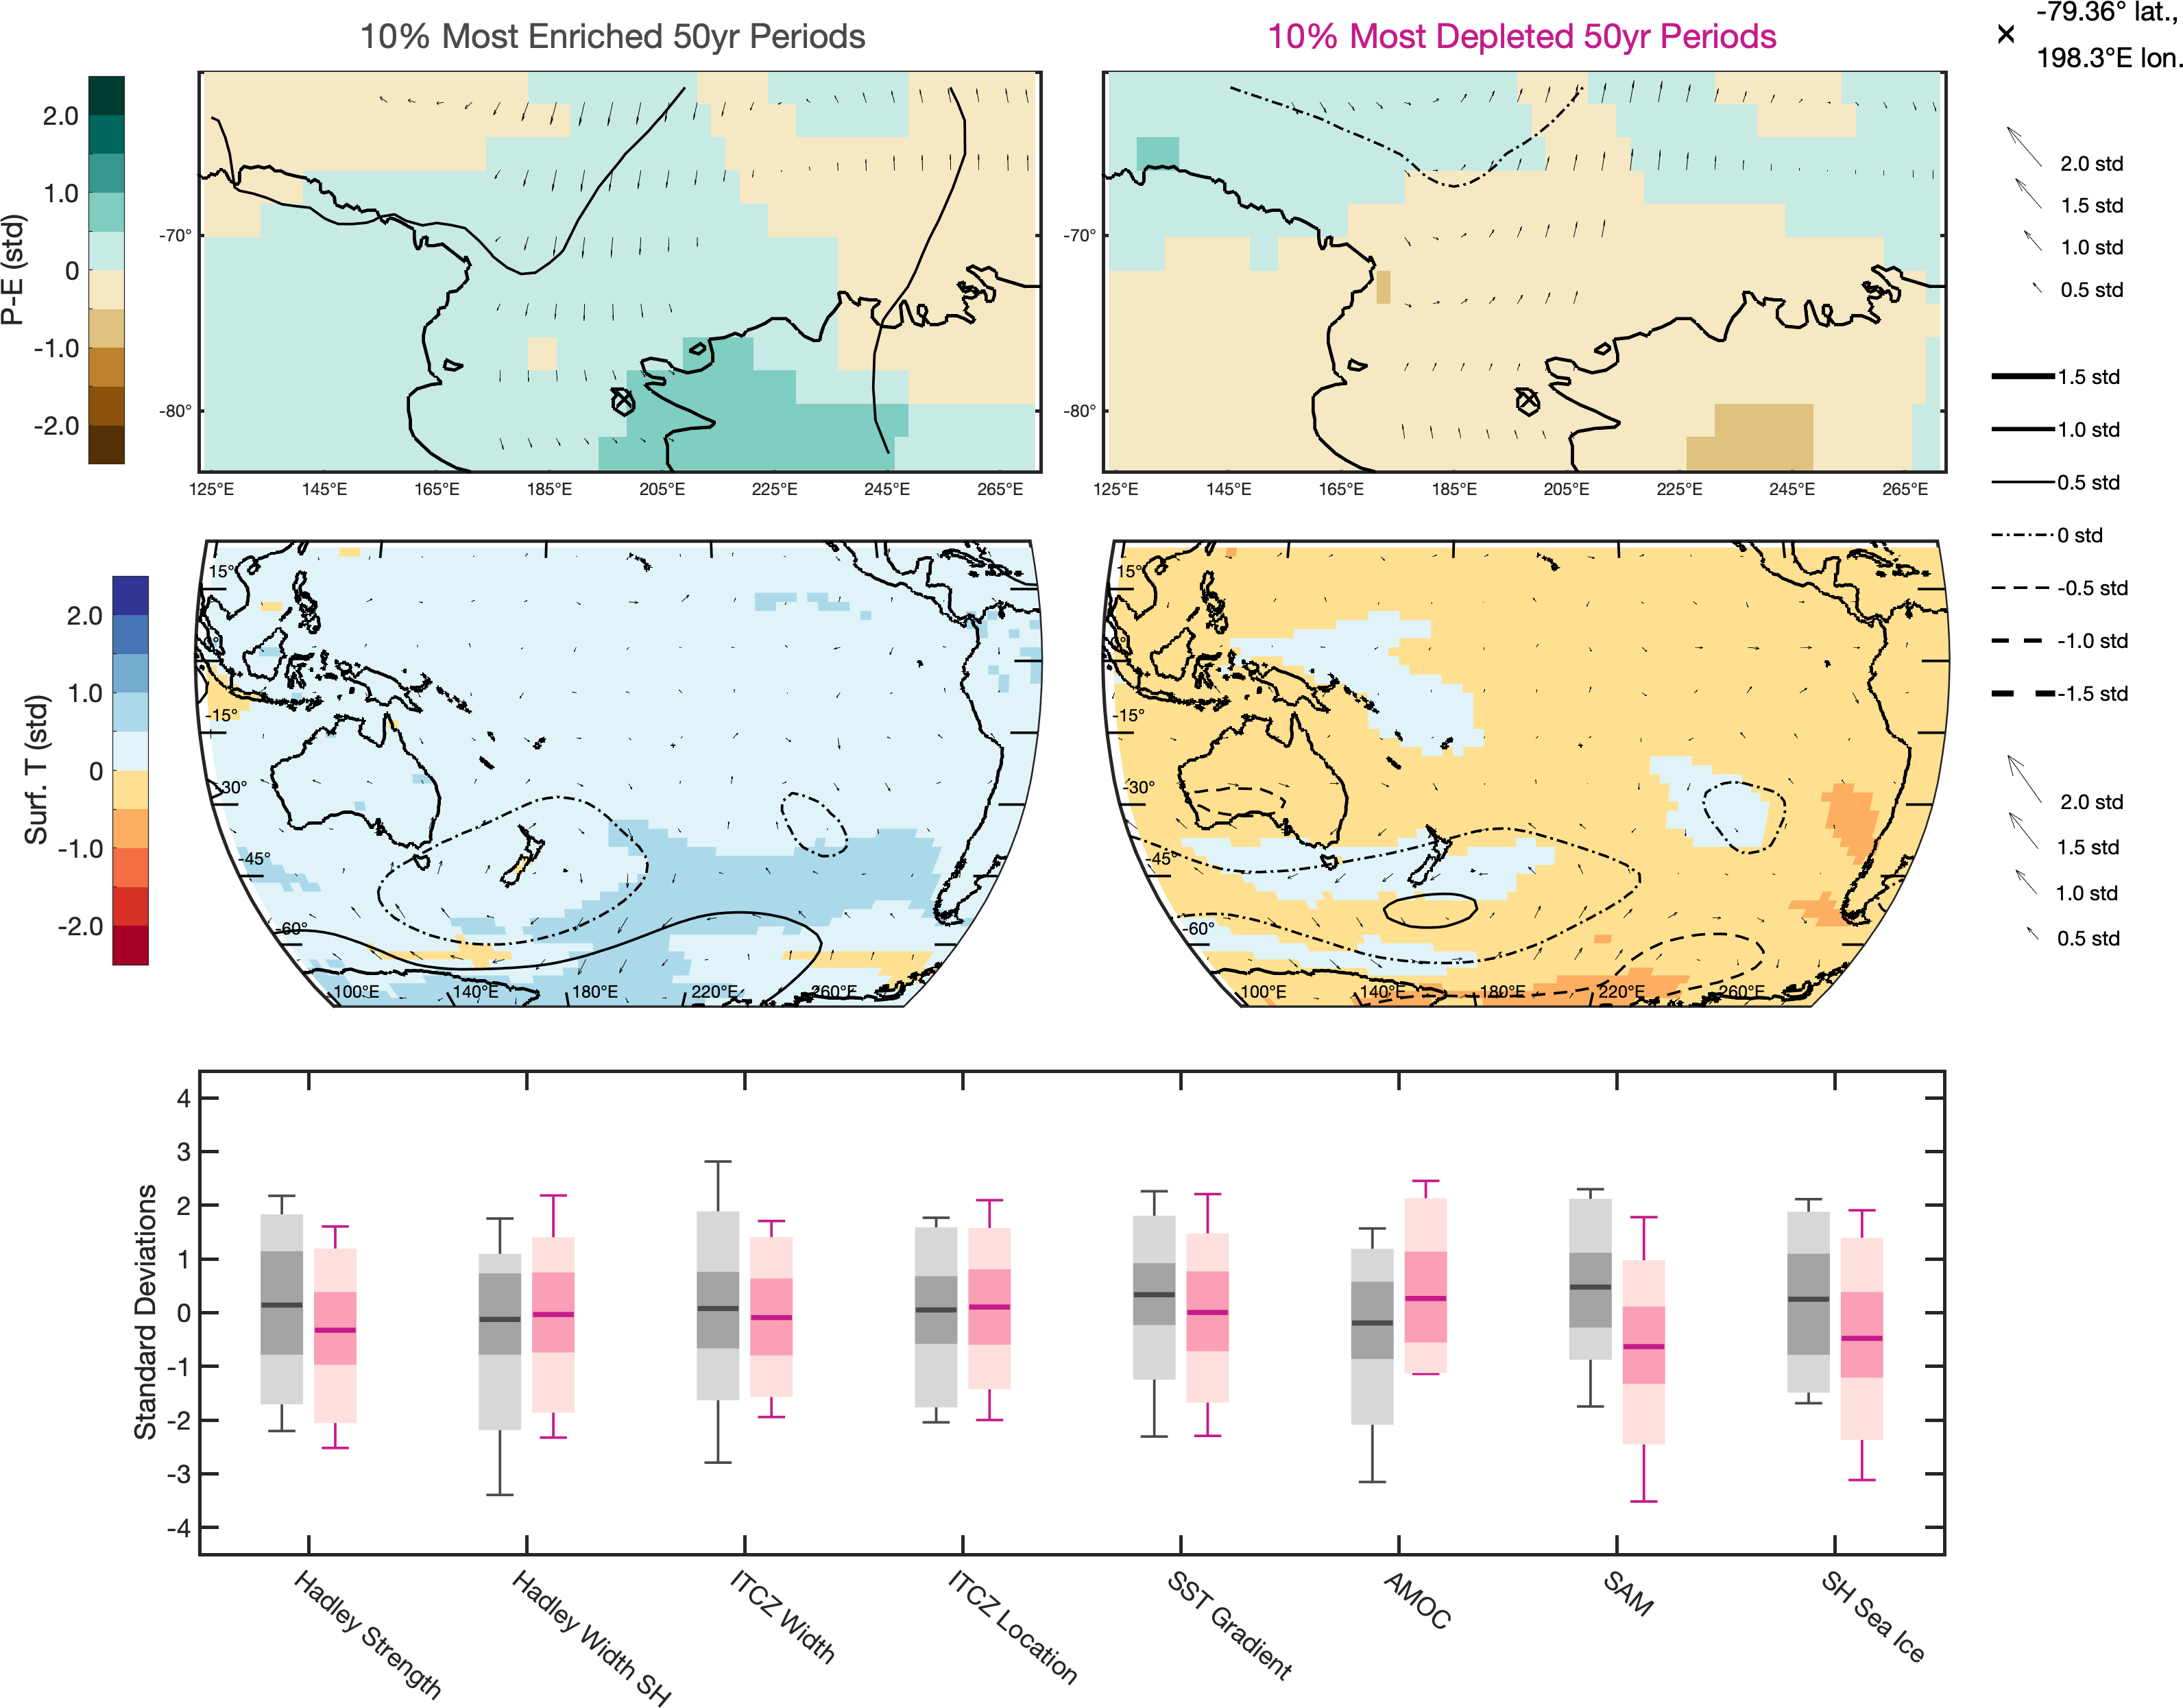 10% Most Enriched 50yr Periods
10% Most Depleted 50yr Periods
-79.36° lat.,
198.3°E lon.
P-E (std)
2.0
1.0
0
-1.0
-2.0
-70°
-80°
125°E 145°E 165°E 185°E 205°E 225°E 245°E 265°E
-70°
-80°
125°E 145°E 165°E 185°E 205°E 225°E 245°E 265°E
2.0 std
1.5 std
1.0 std
0.5 std
1.5 std
1.0 std
0.5 std
0 std
-0.5 std
-1.0 std
-1.5 std
Surf. T (std)
2.0
1.0
0
-1.0
-2.0
15°
0°
-15°
-30°
-45°
-60°
100°E 140°E 180°E 220°E 260°E
15°
0°
-15°
-30°
-45°
-60°
100°E 140°E 180°E 220°E 260°E
2.0 std
1.5 std
1.0 std
0.5 std
Standard Deviations
4
3
2
1
0
-1
-2
-3
-4
Hadley Strength
Hadley Width SH
ITCZ Width
ITCZ Location
SST Gradient
AMOC
SAM
SH Sea Ice